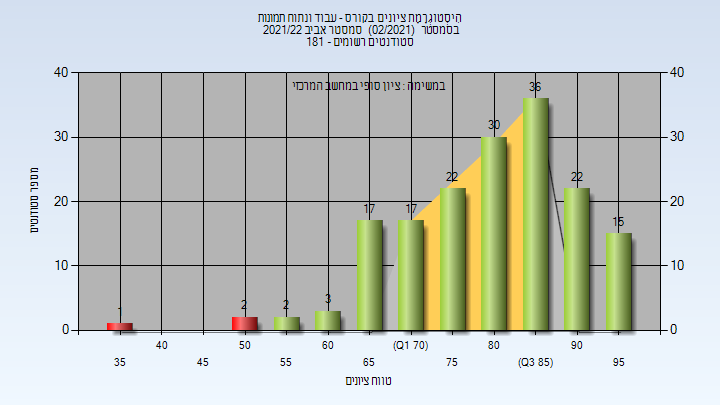 הִיסטוגרַמַת ציונים בקורס - עבוד ונתוח תמונות
בסמסטר (02/2021) סמסטר אביב 2021/22
סטודנטים רשומים - 181
במשימה : ציון סופי במחשב המרכזי
מספר סטודנטים
40 40
30 30
20 20
10 10
0 0
1 2 2 3 17 17 22 30 36 22 15
40 50 60 (Q1 70) 80 90
35 45 55 65 75 (Q3 85) 95
טווח ציונים